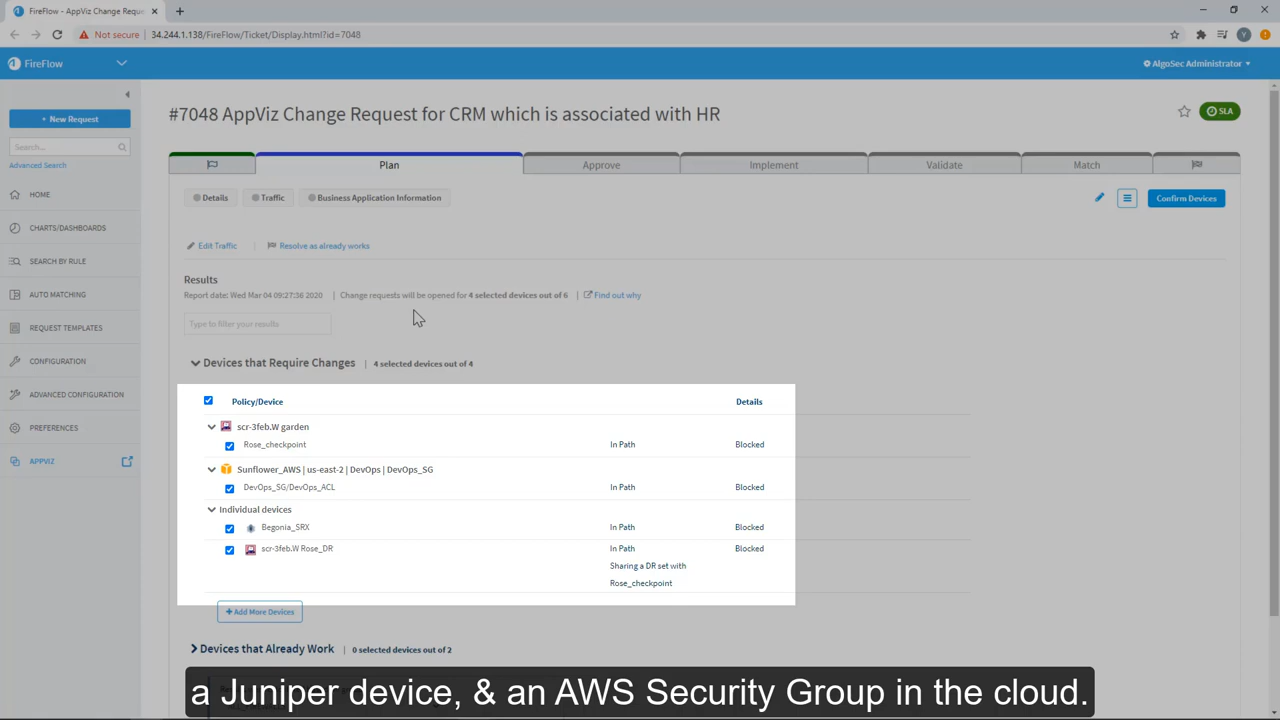 FireFlow - AppViz Change Reque
Not secure | 34.244.1.138/FireFlow/Ticket/Display.html?id=7048
Y
FireFlow
AlgoSec Administrator
+ New Request
Search...
Advanced Search
HOME
CHARTS/DASHBOARDS
SEARCH BY RULE
AUTO MATCHING
REQUEST TEMPLATES
CONFIGURATION
ADVANCED CONFIGURATION
PREFERENCES
APPVIZ
#7048 AppViz Change Request for CRM which is associated with HR
SLA
Plan
Approve
Implement
Validate
Match
Details
Traffic
Business Application Information
Confirm Devices
Edit Traffic | Resolve as already works
Results
Report date: Wed Mar 04 09:27:36 2020 | Change requests will be opened for 4 selected devices out of 6 | Find out why
Type to filter your results
Devices that Require Changes | 4 selected devices out of 4
Policy/Device Details
scr-3feb.W garden
Rose_checkpoint In Path Blocked
Sunflower_AWS | us-east-2 | DevOps | DevOps_SG
DevOps_SG/DevOps_ACL In Path Blocked
Individual devices
Begonia_SRX In Path Blocked
scr-3feb.W Rose_DR In Path Blocked
Sharing a DR set with
Rose_checkpoint
+ Add More Devices
Devices that Already Work | 0 selected devices out of 2
a Juniper device, & an AWS Security Group in the cloud.